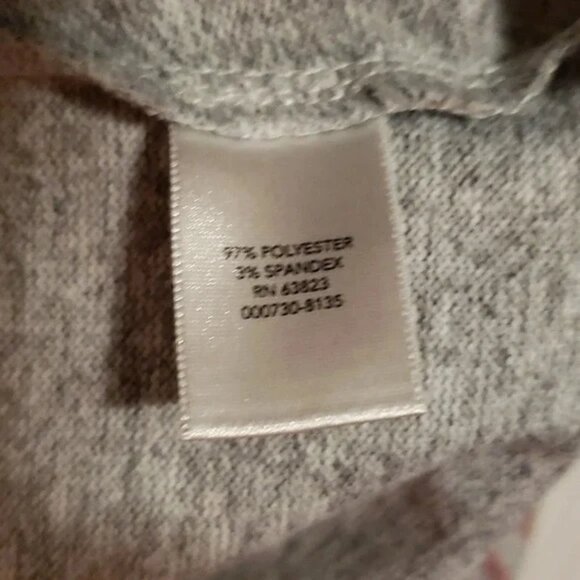 97% POLYESTER
3% SPANDEX
RN 63823
000730-8135